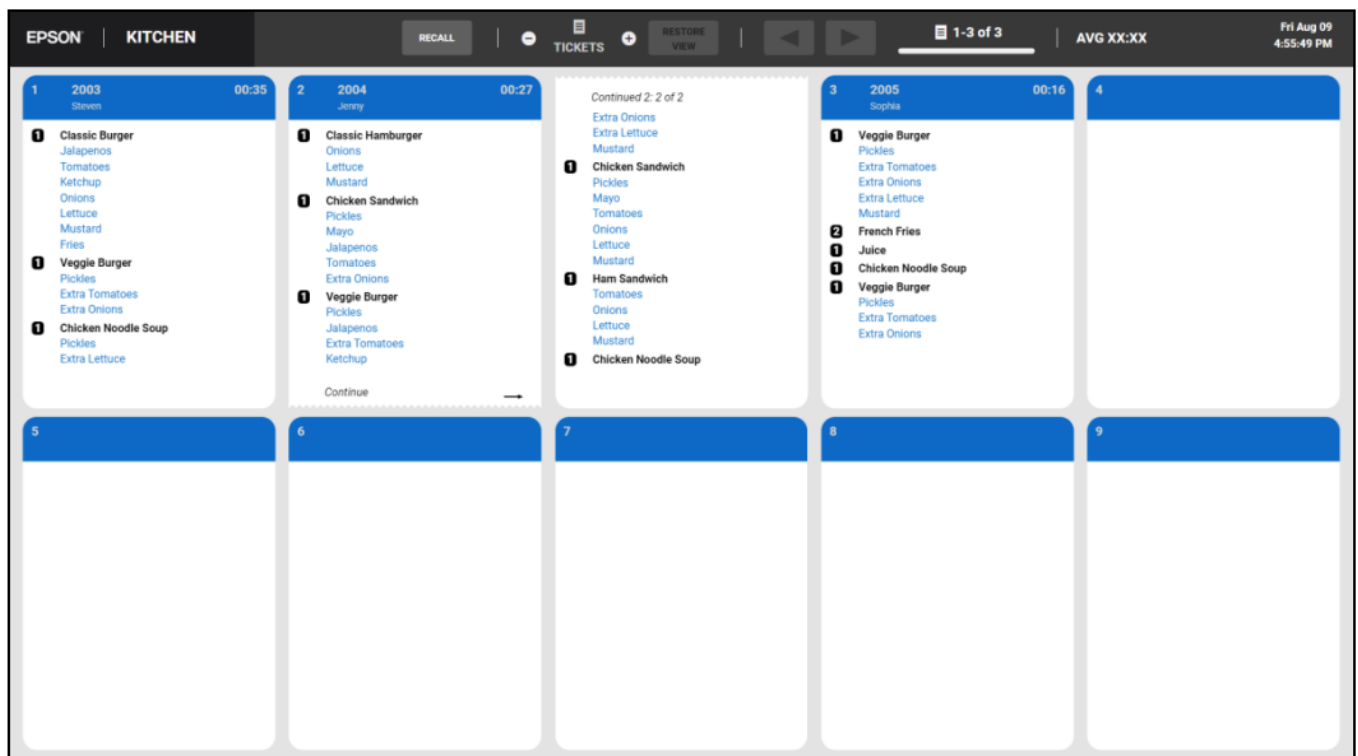 EPSON | KITCHEN
RECALL
TICKETS
RESTORE
VIEW
1-3 of 3
AVG XX:XX
Fri Aug 09
4:55:49 PM
1 2003 00:35
Steven
1 Classic Burger
Jalapenos
Tomatoes
Ketchup
Onions
Lettuce
Mustard
Fries
1 Veggie Burger
Pickles
Extra Tomatoes
Extra Onions
1 Chicken Noodle Soup
Pickles
Extra Lettuce
2 2004 00:27
Jenny
1 Classic Hamburger
Onions
Lettuce
Mustard
1 Chicken Sandwich
Pickles
Mayo
Jalapenos
Tomatoes
Extra Onions
1 Veggie Burger
Pickles
Jalapenos
Extra Tomatoes
Ketchup
Continue →
Continued 2: 2 of 2
Extra Onions
Extra Lettuce
Mustard
1 Chicken Sandwich
Pickles
Mayo
Tomatoes
Onions
Lettuce
Mustard
1 Ham Sandwich
Tomatoes
Onions
Lettuce
Mustard
1 Chicken Noodle Soup
3 2005 00:16
Sophia
1 Veggie Burger
Pickles
Extra Tomatoes
Extra Onions
Extra Lettuce
Mustard
2 French Fries
1 Juice
1 Chicken Noodle Soup
1 Veggie Burger
Pickles
Extra Tomatoes
Extra Onions
4
5
6
7
8
9